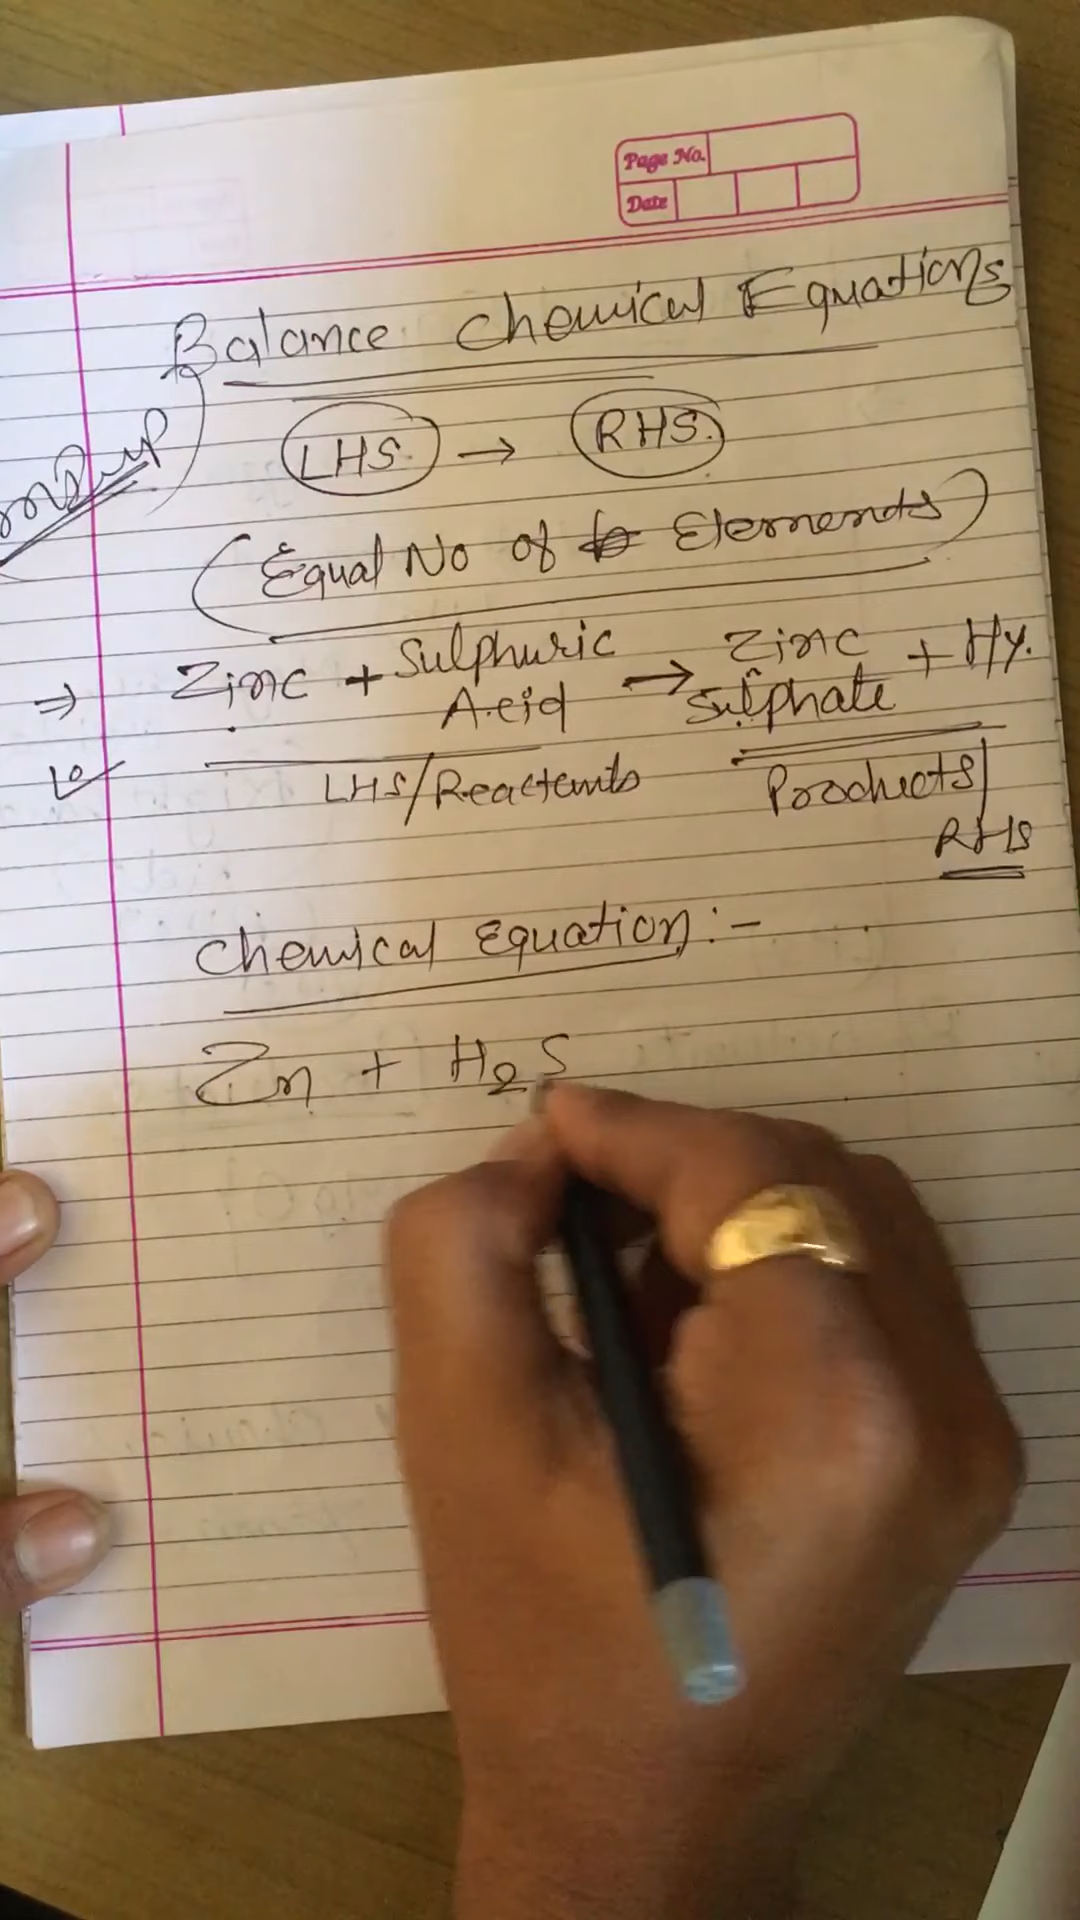 Page No.
Date
Balance Chemical Equations
LHS → RHS.
(Equal No of Elements)
⇒ Zinc + Sulphuric Acid → Zinc Sulphate + Hy.
LHS/Reactants
Products/
RHS
Chemical Equation:-
Zn + H2S